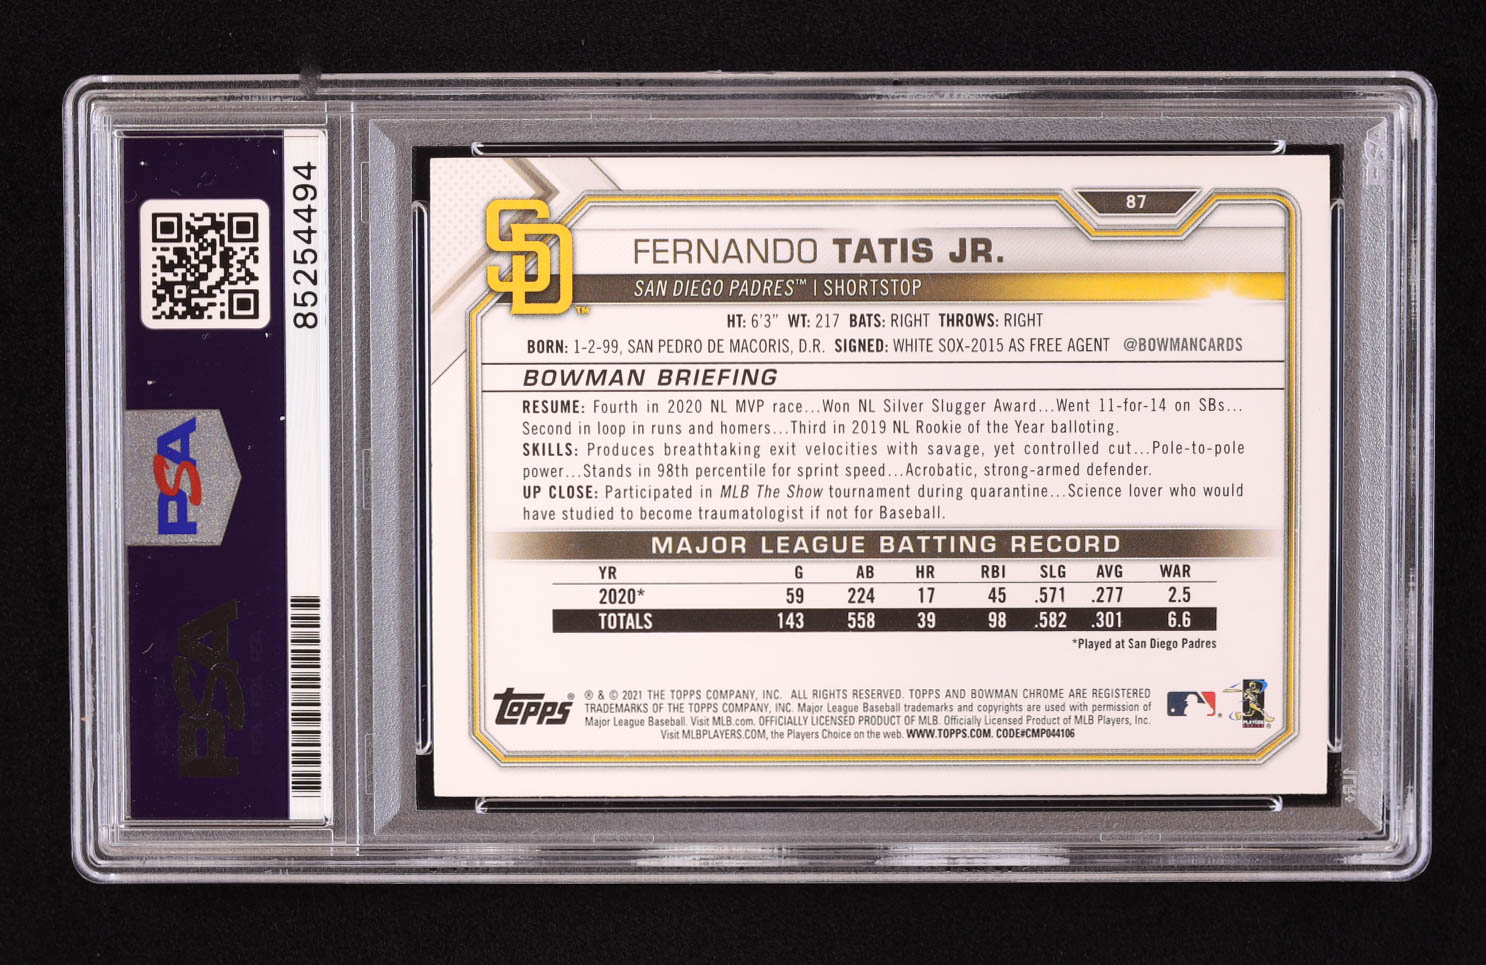 85254494
PSA
PSA
87
SD
FERNANDO TATIS JR.
SAN DIEGO PADRES™ | SHORTSTOP
HT: 6'3" WT: 217 BATS: RIGHT THROWS: RIGHT
BORN: 1-2-99, SAN PEDRO DE MACORIS, D.R. SIGNED: WHITE SOX-2015 AS FREE AGENT @BOWMANCARDS
BOWMAN BRIEFING
RESUME: Fourth in 2020 NL MVP race...Won NL Silver Slugger Award...Went 11-for-14 on SBs...
Second in loop in runs and homers...Third in 2019 NL Rookie of the Year balloting.
SKILLS: Produces breathtaking exit velocities with savage, yet controlled cut...Pole-to-pole
power...Stands in 98th percentile for sprint speed...Acrobatic, strong-armed defender.
UP CLOSE: Participated in MLB The Show tournament during quarantine...Science lover who would
have studied to become traumatologist if not for Baseball.
MAJOR LEAGUE BATTING RECORD
YR G AB HR RBI SLG AVG WAR
2020* 59 224 17 45 .571 .277 2.5
TOTALS 143 558 39 98 .582 .301 6.6
*Played at San Diego Padres
Topps®
® & © 2021 THE TOPPS COMPANY, INC. ALL RIGHTS RESERVED. TOPPS AND BOWMAN CHROME ARE REGISTERED
TRADEMARKS OF THE TOPPS COMPANY, INC. Major League Baseball trademarks and copyrights are used with permission of
Major League Baseball. Visit MLB.com. OFFICIALLY LICENSED PRODUCT OF MLB. Officially Licensed Product of MLB Players, Inc.
Visit MLBPLAYERS.COM, the Players Choice on the web. WWW.TOPPS.COM. CODE#CMP044106